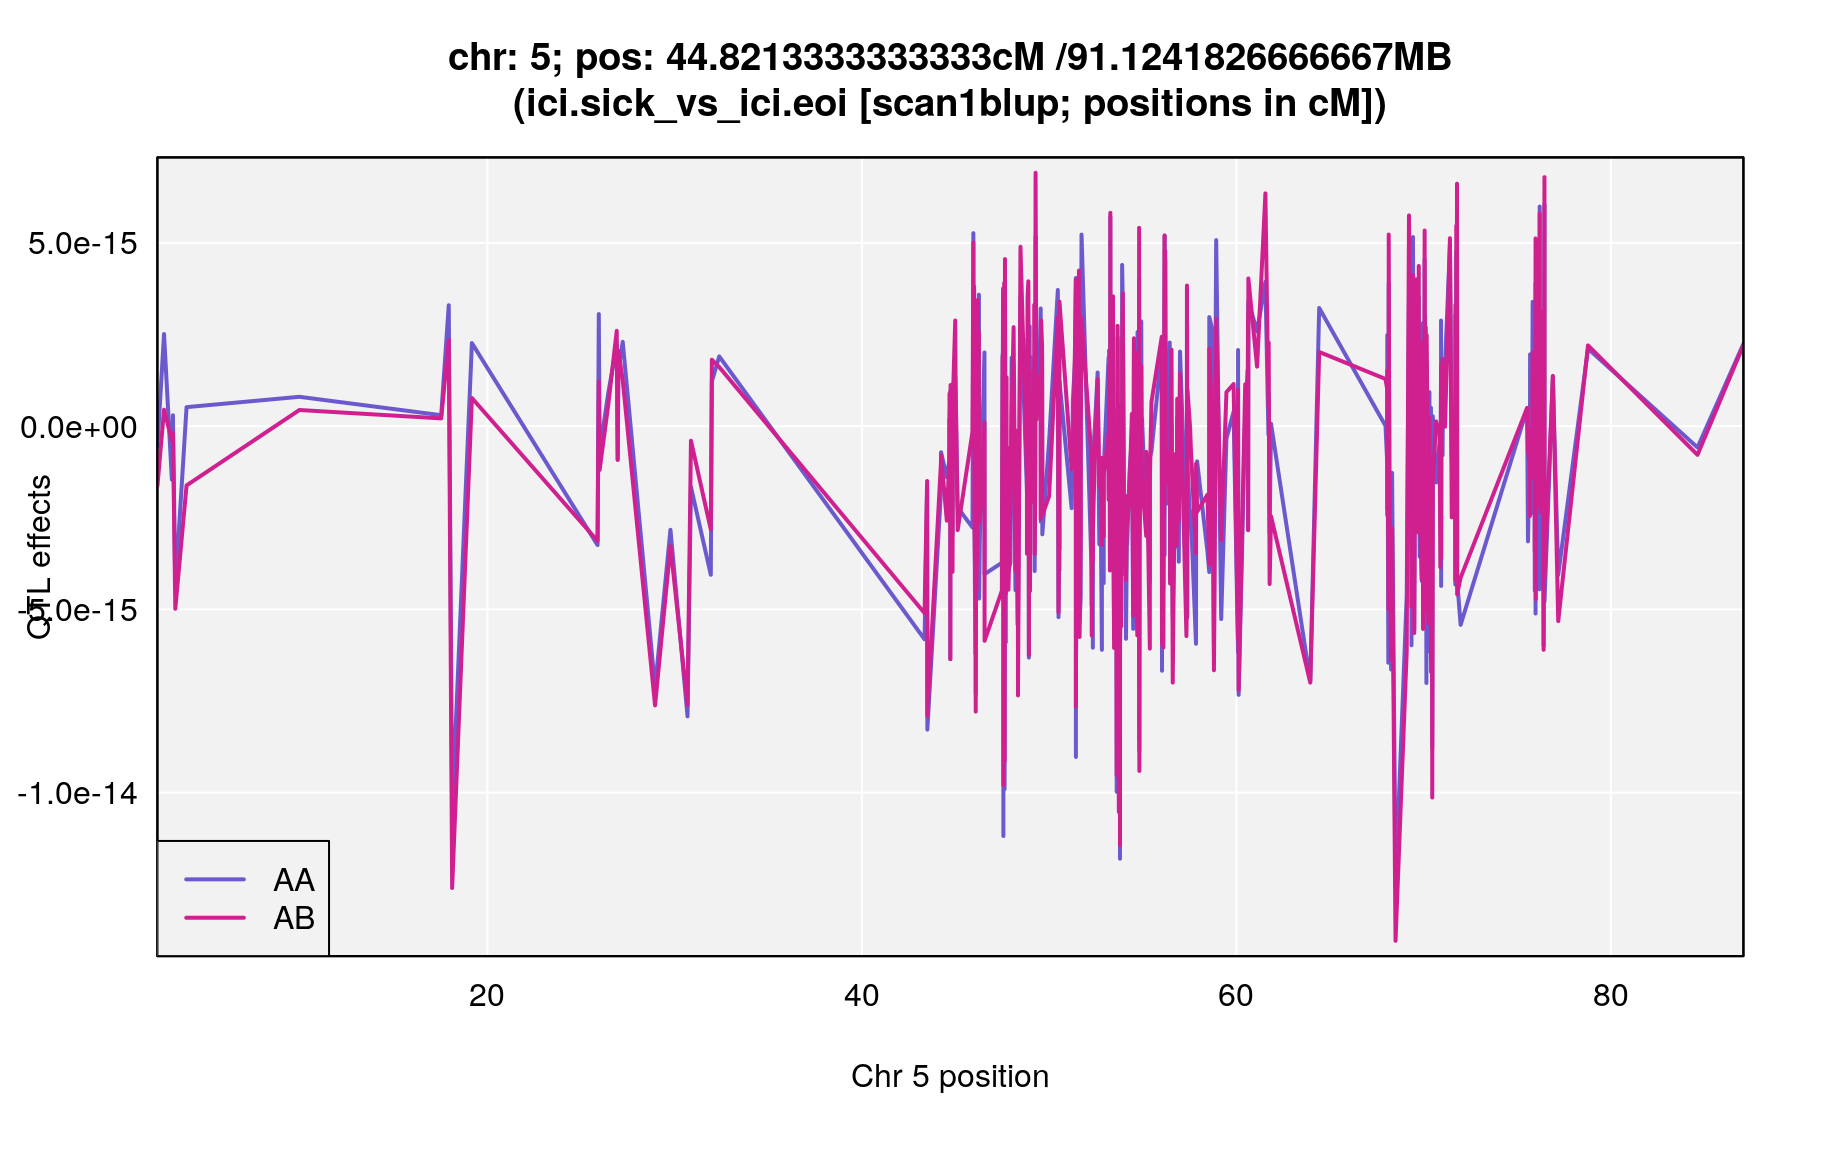 chr: 5; pos: 44.8213333333333cM /91.1241826666667MB
(ici.sick_vs_ici.eoi [scan1blup; positions in cM])
5.0e-15
0.0e+00
-5.0e-15
-1.0e-14
QTL effects
AA
AB
20 40 60 80
Chr 5 position